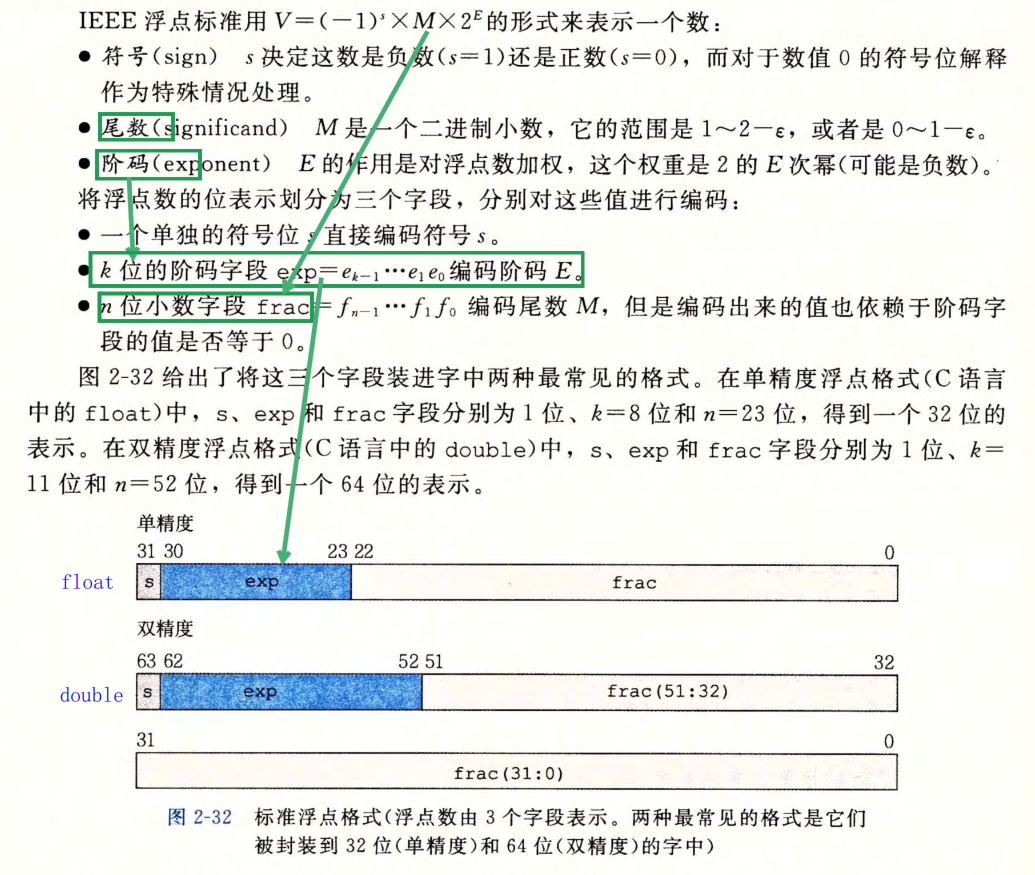 IEEE 浮点标准用 V=(-1)ˢ×M×2ᴱ的形式来表示一个数：
● 符号(sign) s 决定这数是负数(s=1)还是正数(s=0)，而对于数值 0 的符号位解释
作为特殊情况处理。
● 尾数(significand) M 是一个二进制小数，它的范围是 1～2-ε，或者是 0～1-ε。
● 阶码(exponent) E 的作用是对浮点数加权，这个权重是 2 的 E 次幂(可能是负数)。
将浮点数的位表示划分为三个字段，分别对这些值进行编码：
● 一个单独的符号位 s 直接编码符号 s。
● k 位的阶码字段 exp=eₖ₋₁⋯e₁e₀编码阶码 E。
● n 位小数字段 frac=fₙ₋₁⋯f₁f₀ 编码尾数 M，但是编码出来的值也依赖于阶码字
段的值是否等于 0。
图 2-32 给出了将这三个字段装进字中两种最常见的格式。在单精度浮点格式(C 语言
中的 float)中，s、exp 和 frac 字段分别为 1 位、k=8 位和 n=23 位，得到一个 32 位的
表示。在双精度浮点格式(C 语言中的 double)中，s、exp 和 frac 字段分别为 1 位、k=
11 位和 n=52 位，得到一个 64 位的表示。
单精度
31 30 23 22 0
float s exp frac
双精度
63 62 52 51 32
double s exp frac(51:32)
31 0
frac(31:0)
图 2-32 标准浮点格式(浮点数由 3 个字段表示。两种最常见的格式是它们
被封装到 32 位(单精度)和 64 位(双精度)的字中)